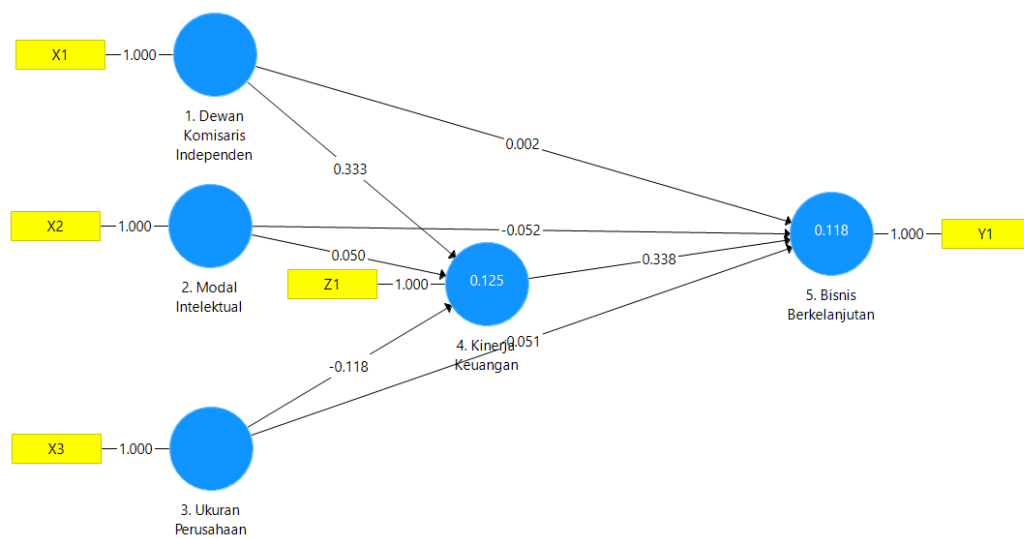 X1
1.000
1. Dewan
Komisaris
Independen
0.002
0.333
X2
1.000
-0.052
0.050
0.118
1.000
Y1
0.338
Z1
1.000
0.125
2. Modal
Intelektual
5. Bisnis
Berkelanjutan
4. Kinerja
Keuangan
-0.051
-0.118
X3
1.000
3. Ukuran
Perusahaan